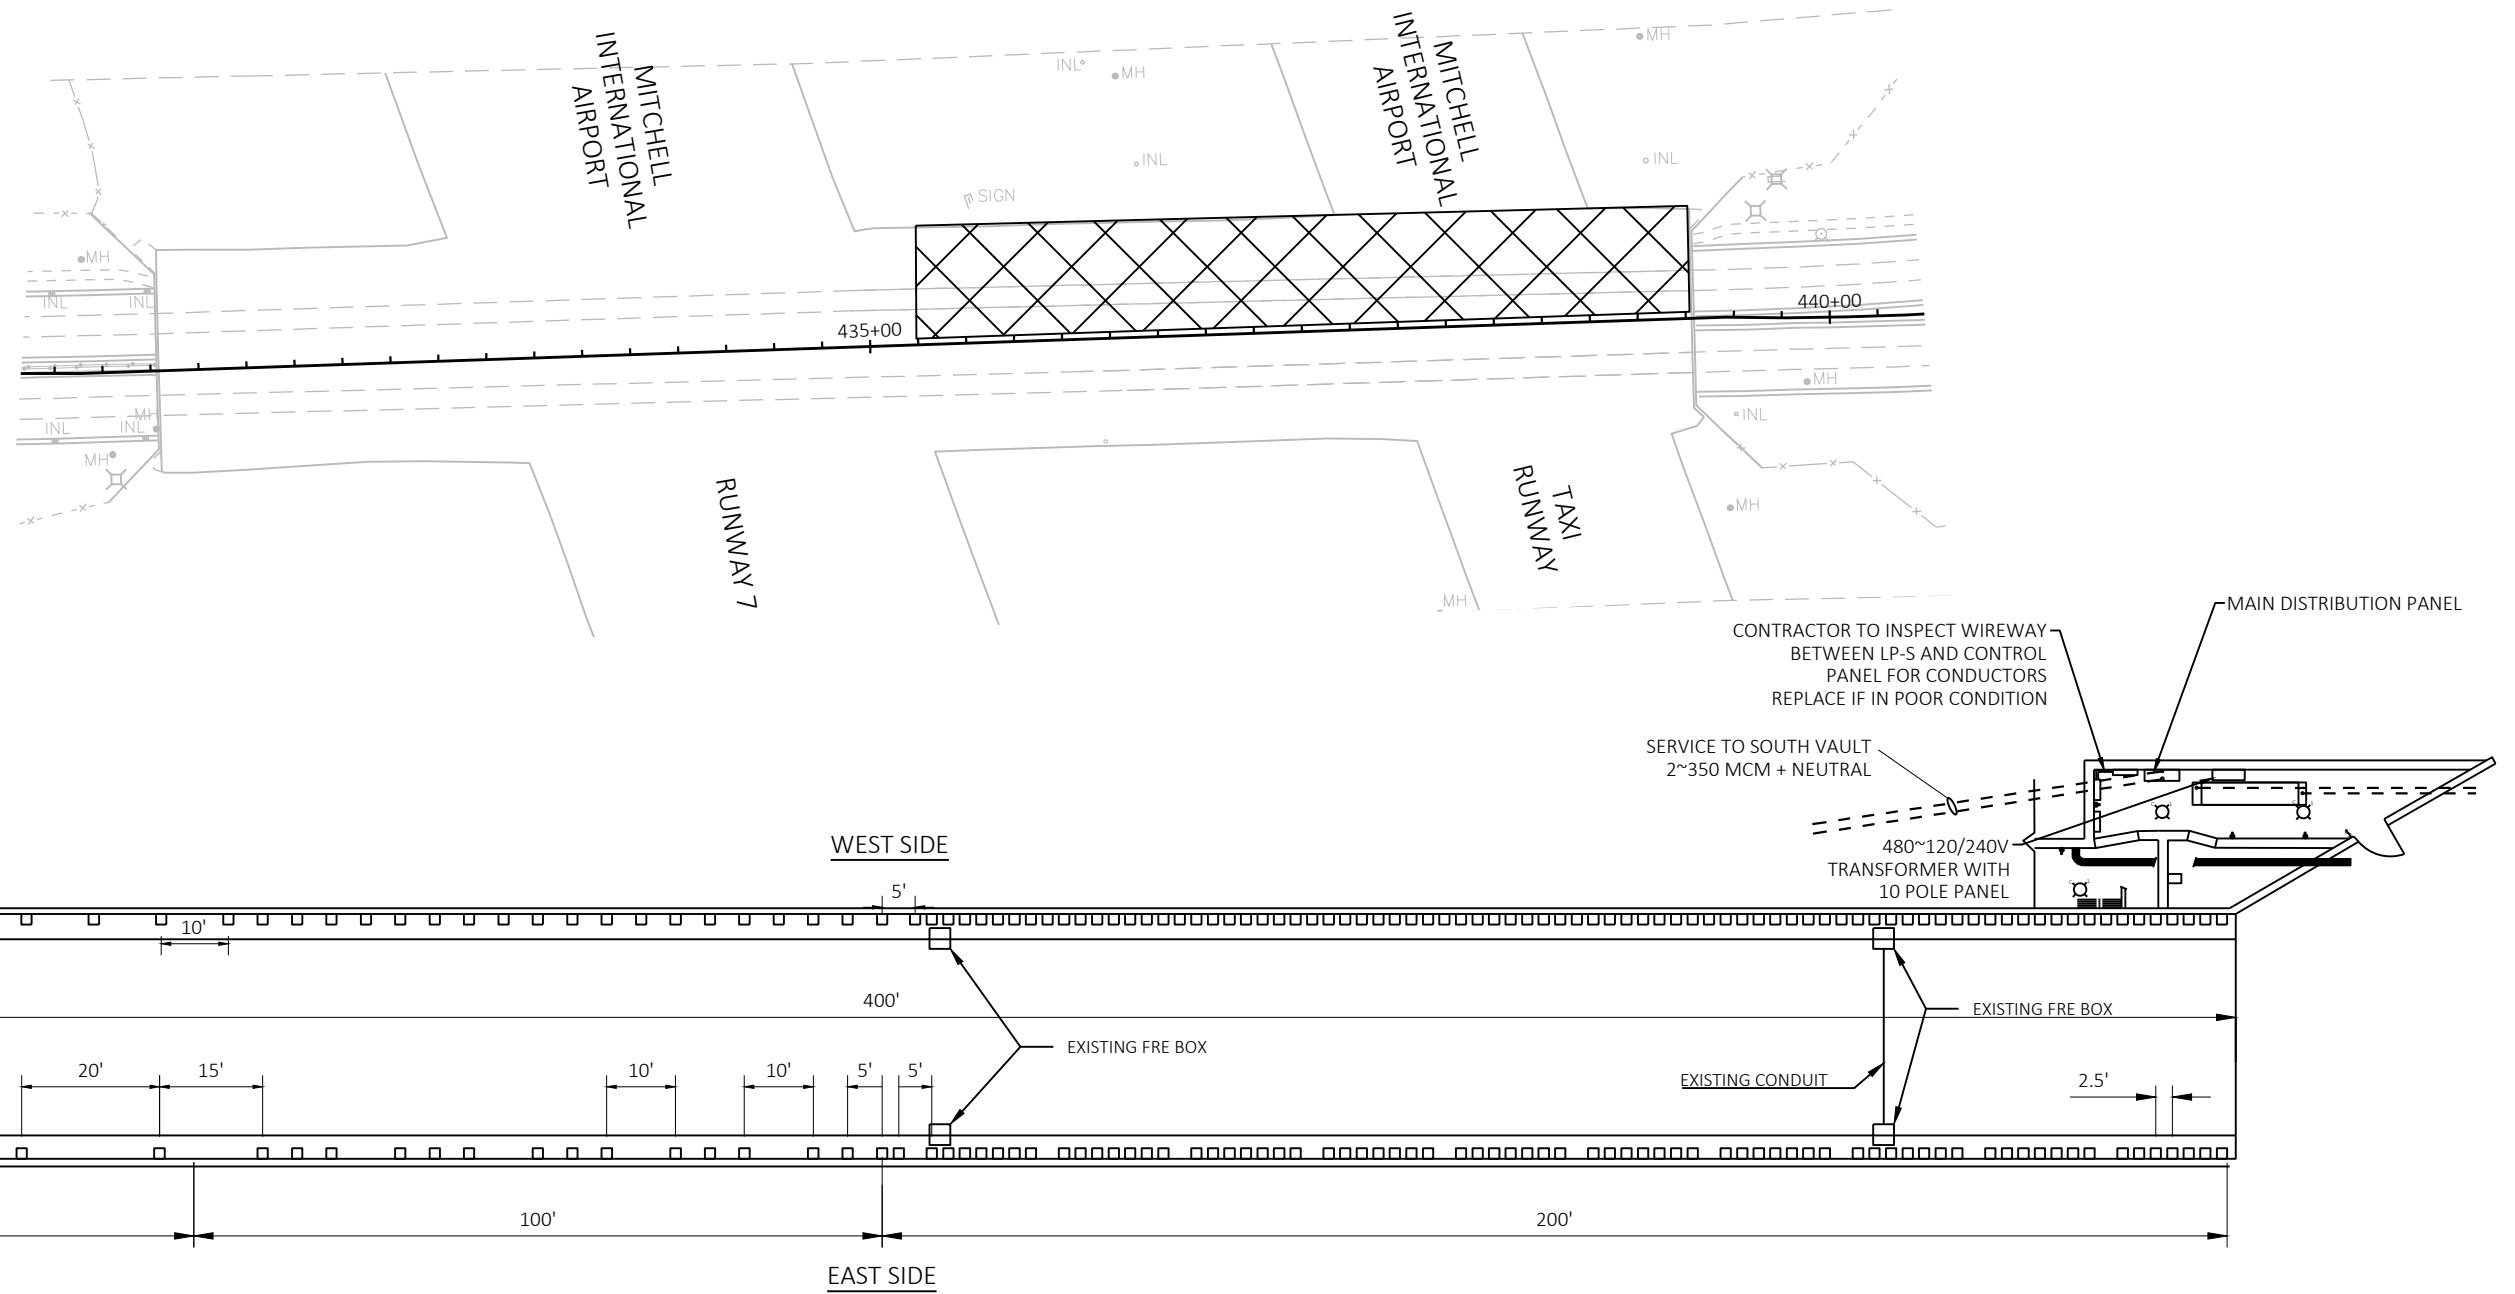 MITCHELL
INTERNATIONAL
AIRPORT
MITCHELL
INTERNATIONAL
AIRPORT
MH
INL
MH
INL
INL
SIGN
MH
INL
INL
435+00
440+00
MH
INL
INL
MH
MH
INL
MH
RUNWAY 7
TAXI
RUNWAY
MH
MAIN DISTRIBUTION PANEL
CONTRACTOR TO INSPECT WIREWAY
BETWEEN LP-S AND CONTROL
PANEL FOR CONDUCTORS
REPLACE IF IN POOR CONDITION
SERVICE TO SOUTH VAULT
2~350 MCM + NEUTRAL
480~120/240V
TRANSFORMER WITH
10 POLE PANEL
WEST SIDE
5'
10'
400'
EXISTING FRE BOX
EXISTING FRE BOX
EXISTING CONDUIT
20'
15'
10'
10'
5'
5'
2.5'
100'
200'
EAST SIDE